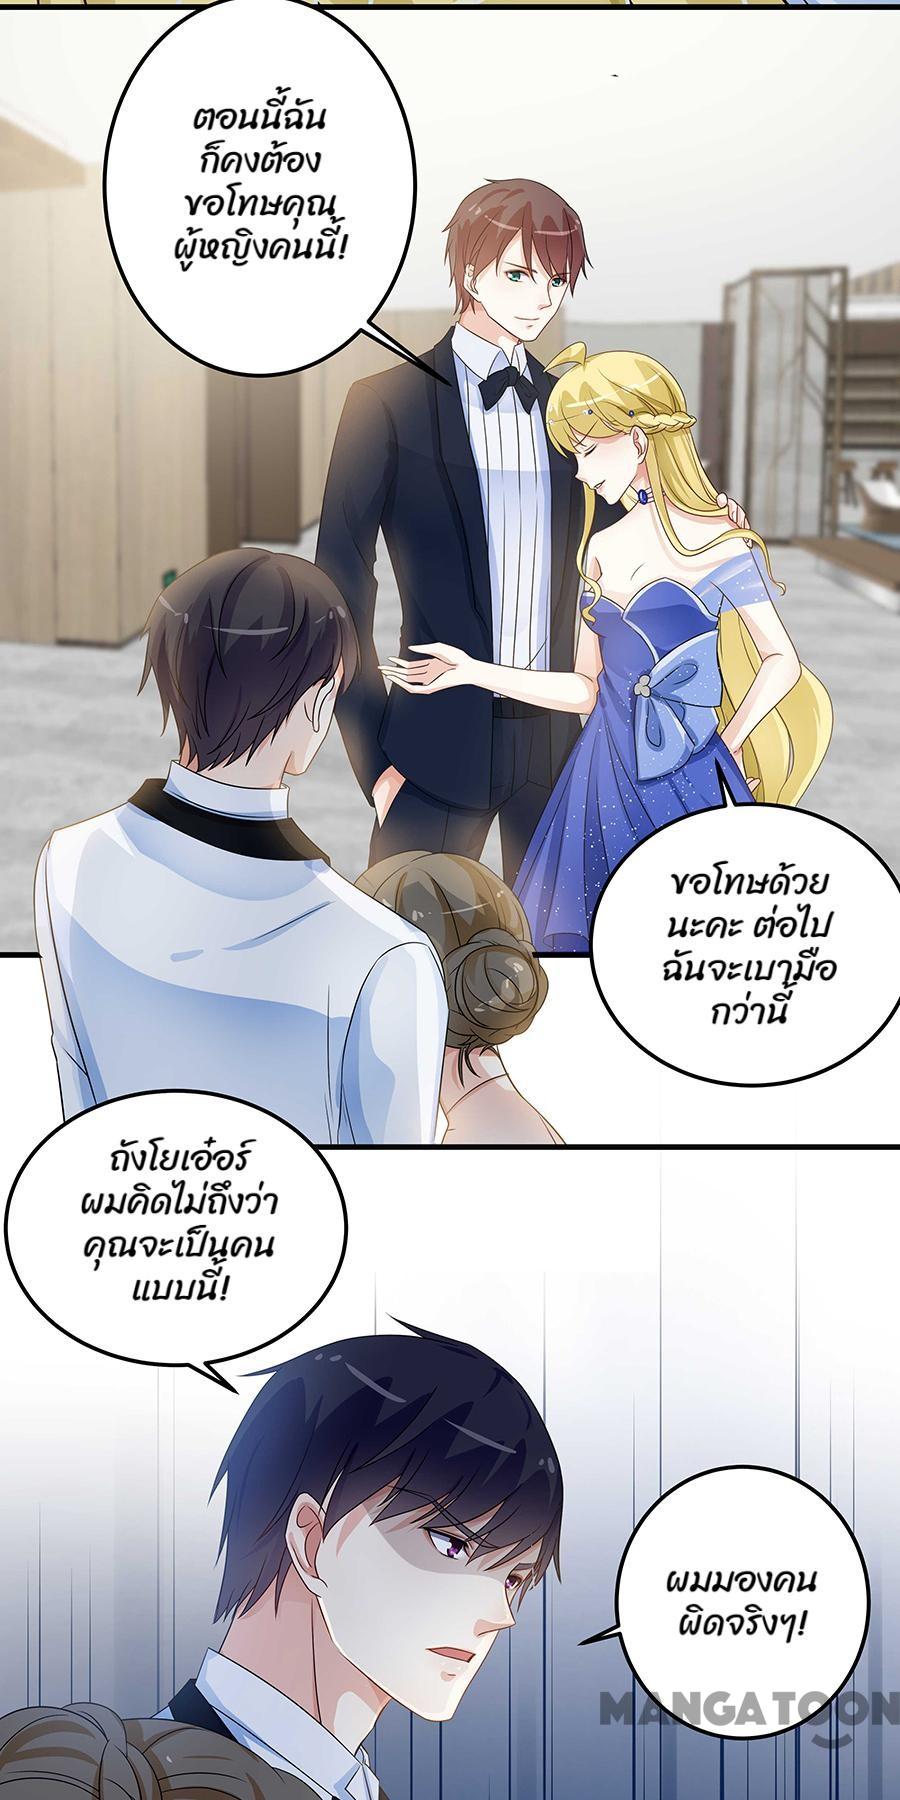 ตอนนี้ฉัน
ก็คงต้อง
ขอโทษคุณ
ผู้หญิงคนนี้!
ขอโทษด้วย
นะคะ ต่อไป
ฉันจะเบามือ
กว่านี้
ถังโยเอ๋อร์
ผมคิดไม่ถึงว่า
คุณจะเป็นคน
แบบนี้!
ผมมองคน
ผิดจริงๆ!
MANGATOON